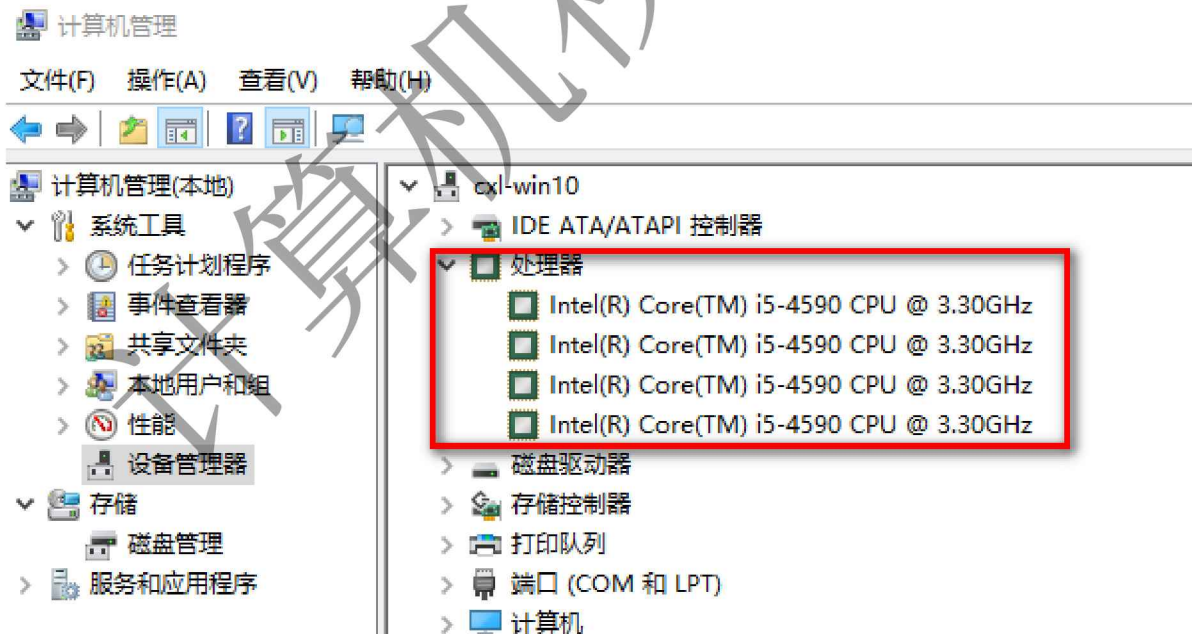 计算机管理
文件(F) 操作(A) 查看(V) 帮助(H)
计算机管理(本地)
系统工具
任务计划程序
事件查看器
共享文件夹
本地用户和组
性能
设备管理器
存储
磁盘管理
服务和应用程序
cxl-win10
IDE ATA/ATAPI 控制器
处理器
Intel(R) Core(TM) i5-4590 CPU @ 3.30GHz
Intel(R) Core(TM) i5-4590 CPU @ 3.30GHz
Intel(R) Core(TM) i5-4590 CPU @ 3.30GHz
Intel(R) Core(TM) i5-4590 CPU @ 3.30GHz
磁盘驱动器
存储控制器
打印队列
端口 (COM 和 LPT)
计算机
计算机